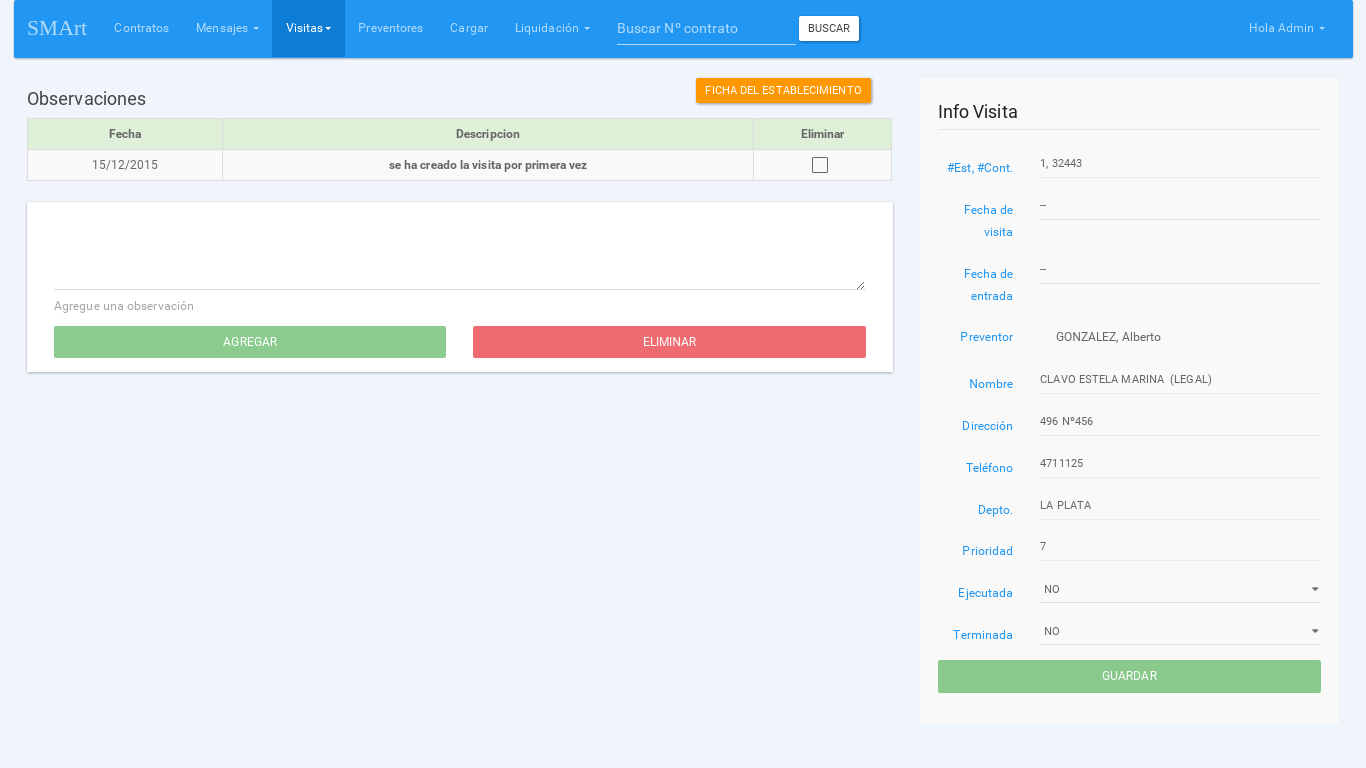 SMArt Contratos Mensajes Visitas Preventores Cargar Liquidación Buscar Nº contrato BUSCAR Hola Admin
Observaciones
FICHA DEL ESTABLECIMIENTO
Fecha Descripcion Eliminar
15/12/2015 se ha creado la visita por primera vez
Agregue una observación
AGREGAR ELIMINAR
Info Visita
#Est, #Cont. 1, 32443
Fecha de visita --
Fecha de entrada --
Preventor GONZALEZ, Alberto
Nombre CLAVO ESTELA MARINA (LEGAL)
Dirección 496 Nº456
Teléfono 4711125
Depto. LA PLATA
Prioridad 7
Ejecutada NO
Terminada NO
GUARDAR